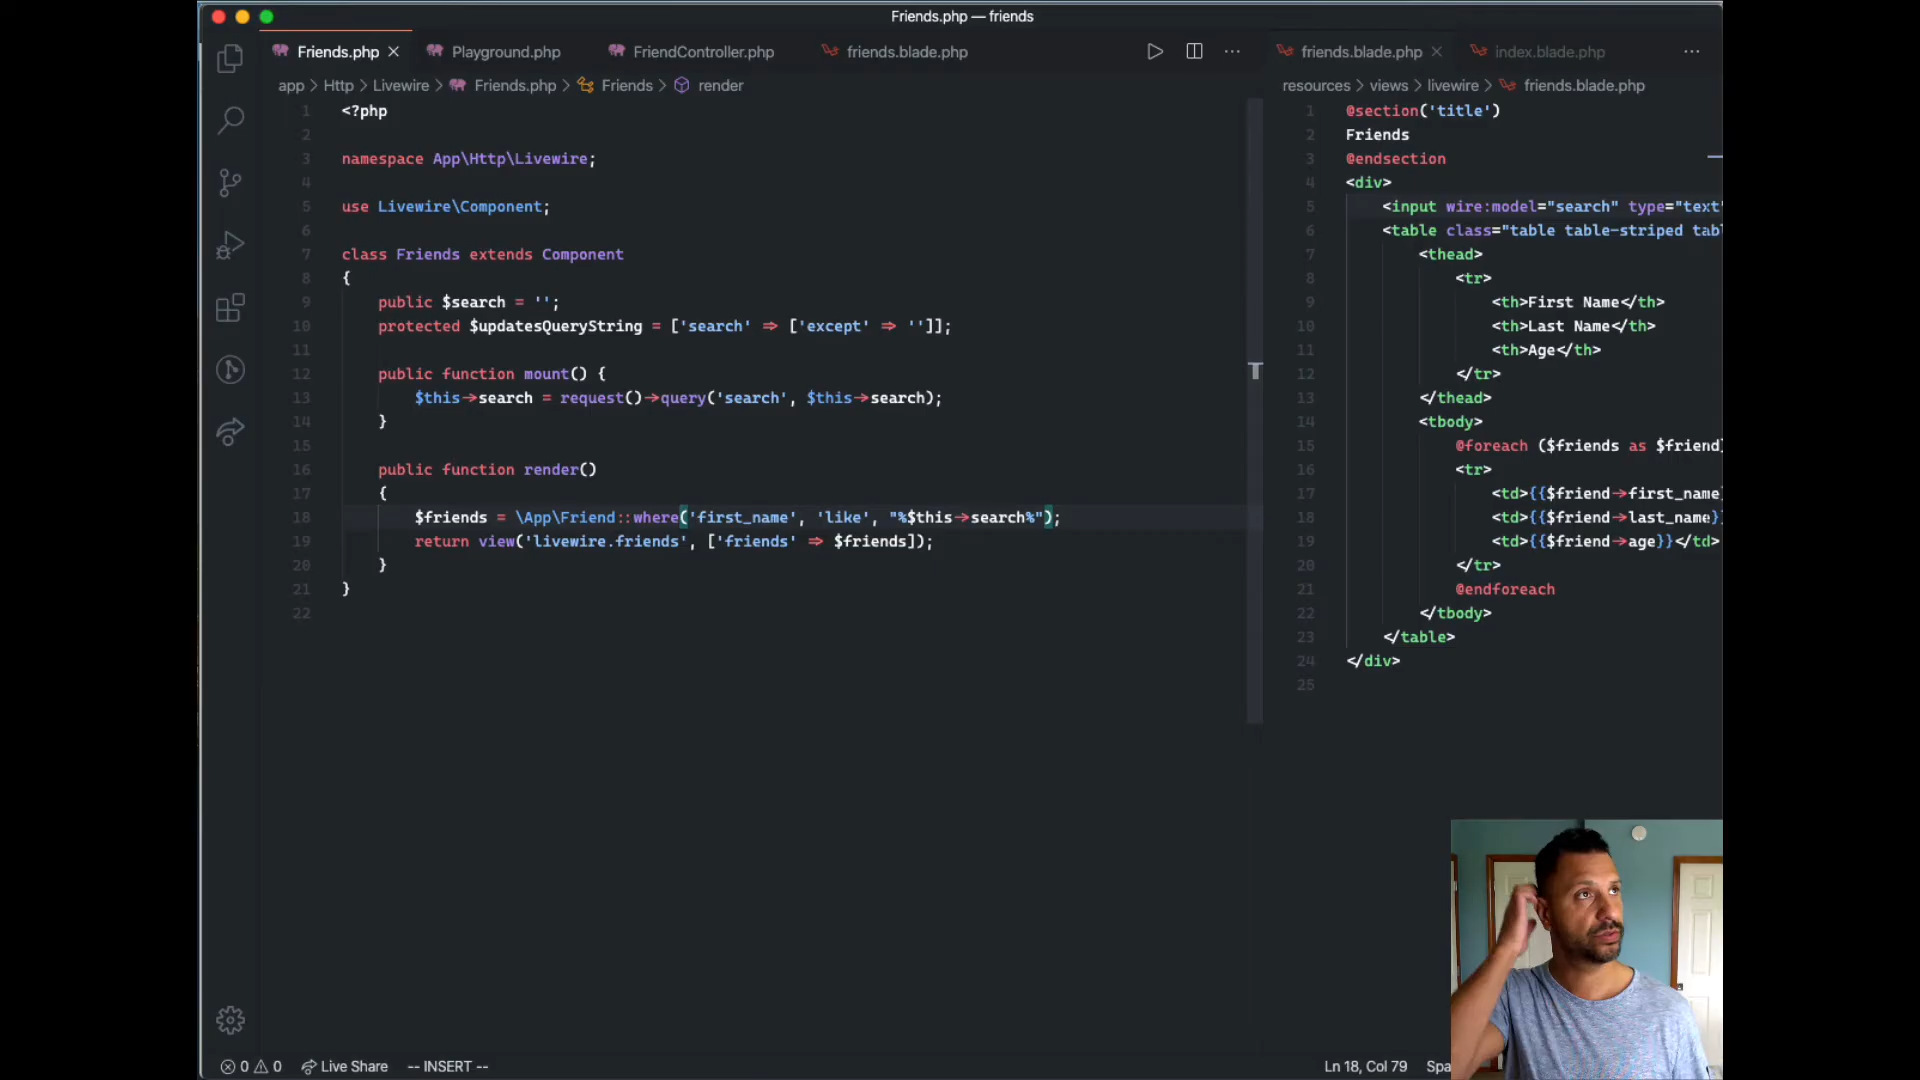 Friends.php — friends
Friends.php Playground.php FriendController.php friends.blade.php
app > Http > Livewire > Friends.php > Friends > render
1 <?php
2
3 namespace App\Http\Livewire;
4
5 use Livewire\Component;
6
7 class Friends extends Component
8 {
9 public $search = '';
10 protected $updatesQueryString = ['search' => ['except' => '']];
11
12 public function mount() {
13 $this->search = request()->query('search', $this->search);
14 }
15
16 public function render()
17 {
18 $friends = \App\Friend::where('first_name', 'like', "%$this->search%");
19 return view('livewire.friends', ['friends' => $friends]);
20 }
21 }
22
friends.blade.php index.blade.php
resources > views > livewire > friends.blade.php
1 @section('title')
2 Friends
3 @endsection
4 <div>
5 <input wire:model="search" type="text"
6 <table class="table table-striped tab
7 <thead>
8 <tr>
9 <th>First Name</th>
10 <th>Last Name</th>
11 <th>Age</th>
12 </tr>
13 </thead>
14 <tbody>
15 @foreach ($friends as $friend)
16 <tr>
17 <td>{{$friend->first_name}
18 <td>{{$friend->last_name}}
19 <td>{{$friend->age}}</td>
20 </tr>
21 @endforeach
22 </tbody>
23 </table>
24 </div>
25
0 0 Live Share -- INSERT -- Ln 18, Col 79 Spa